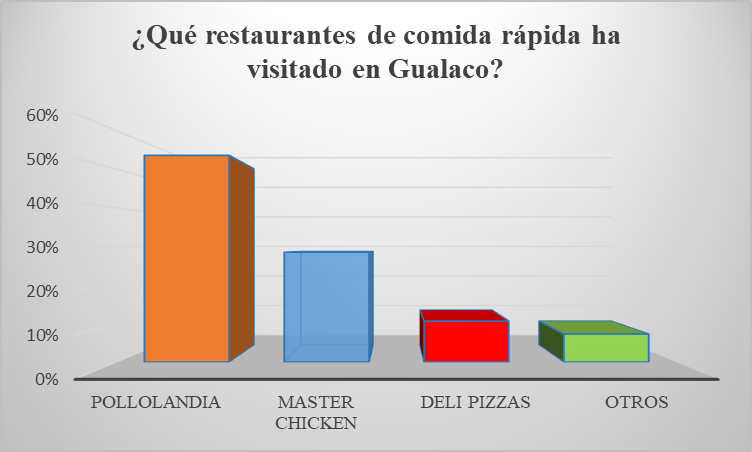 ¿Qué restaurantes de comida rápida ha
visitado en Gualaco?
60%
50%
40%
30%
20%
10%
0%
POLLOLANDIA
MASTER
CHICKEN
DELI PIZZAS
OTROS